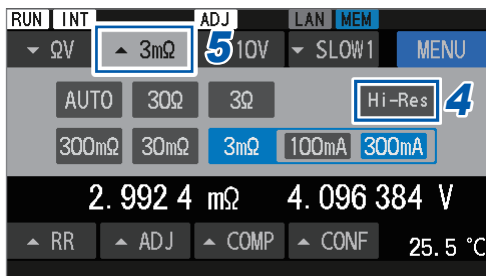 RUN INT ADJ LAN MEM
ΩV 3mΩ 5 10V SLOW1 MENU
AUTO 30Ω 3Ω Hi-Res 4
300mΩ 30mΩ 3mΩ 100mA 300mA
2.992 4 mΩ 4.096 384 V
RR ADJ COMP CONF 25.5 °C